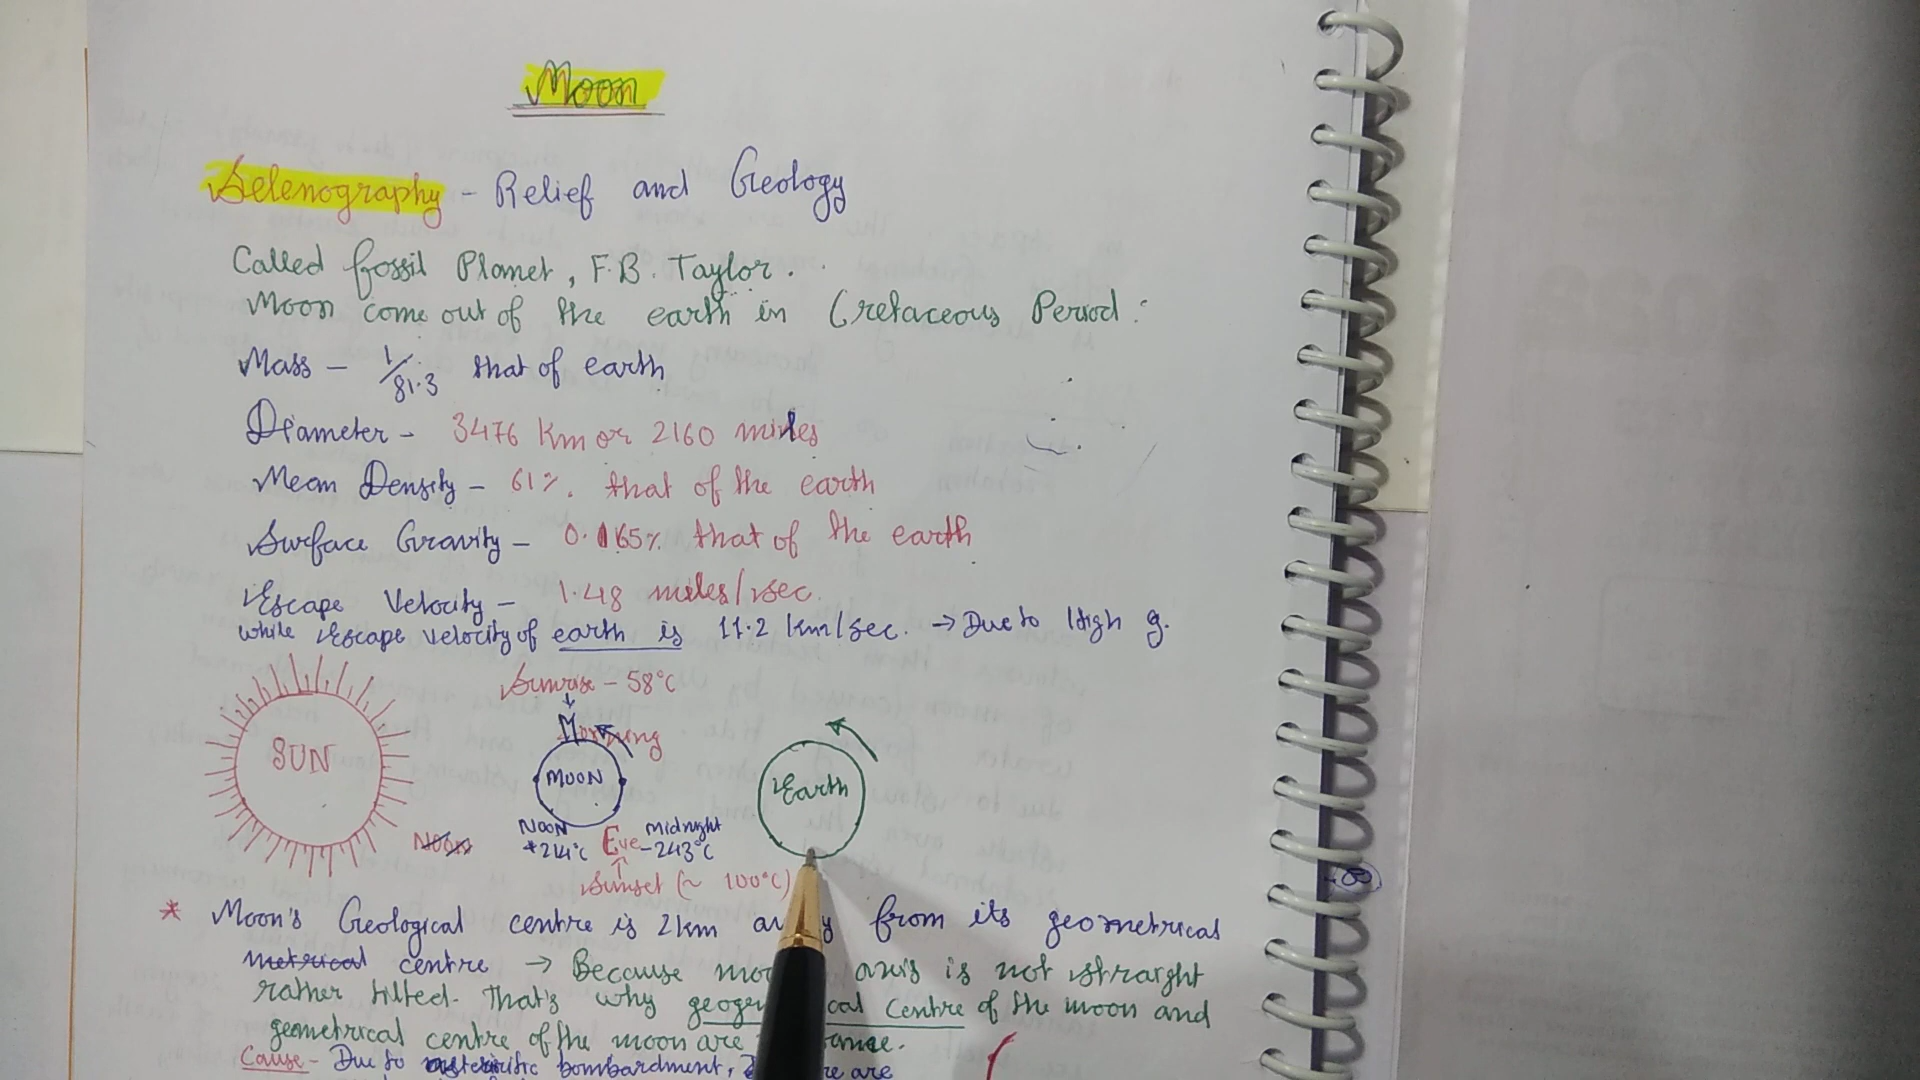 Moon
Selenography - Relief and Geology
Called fossil Planet, F.B. Taylor.
Moon come out of the earth in Cretaceous Period:
Mass - 1/81.3 that of earth
Diameter - 3476 Km or 2160 miles
Mean Density - 61%. that of the earth
Surface Gravity - 0.165% that of the earth
Escape Velocity - 1.48 miles/sec.
while Escape velocity of earth is 11.2 km/sec. → Due to High g.
Sunrise - 58°C
↓
Morning
SUN
MOON
Earth
Noon
NOON
+214°C
Eve
Midnight
-243°C
↑
Sunset (~ 100°C)
* Moon's Geological centre is 2km away from its geometrical
metrical centre → Because axis is not straight
rather tilted. That's why cal centre of the moon and
geometrical centre of the moon are
Cause - Due to bombardment, are